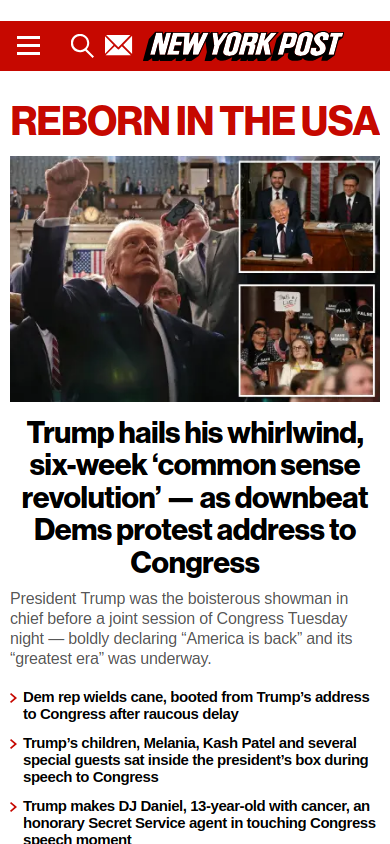 NEW YORK POST
REBORN IN THE USA
SAVE
MEDICAID
FALSE
Trump hails his whirlwind,
six-week ‘common sense
revolution’ — as downbeat
Dems protest address to
Congress
President Trump was the boisterous showman in
chief before a joint session of Congress Tuesday
night — boldly declaring “America is back” and its
“greatest era” was underway.
Dem rep wields cane, booted from Trump’s address
to Congress after raucous delay
Trump’s children, Melania, Kash Patel and several
special guests sat inside the president’s box during
speech to Congress
Trump makes DJ Daniel, 13-year-old with cancer, an
honorary Secret Service agent in touching Congress
speech moment